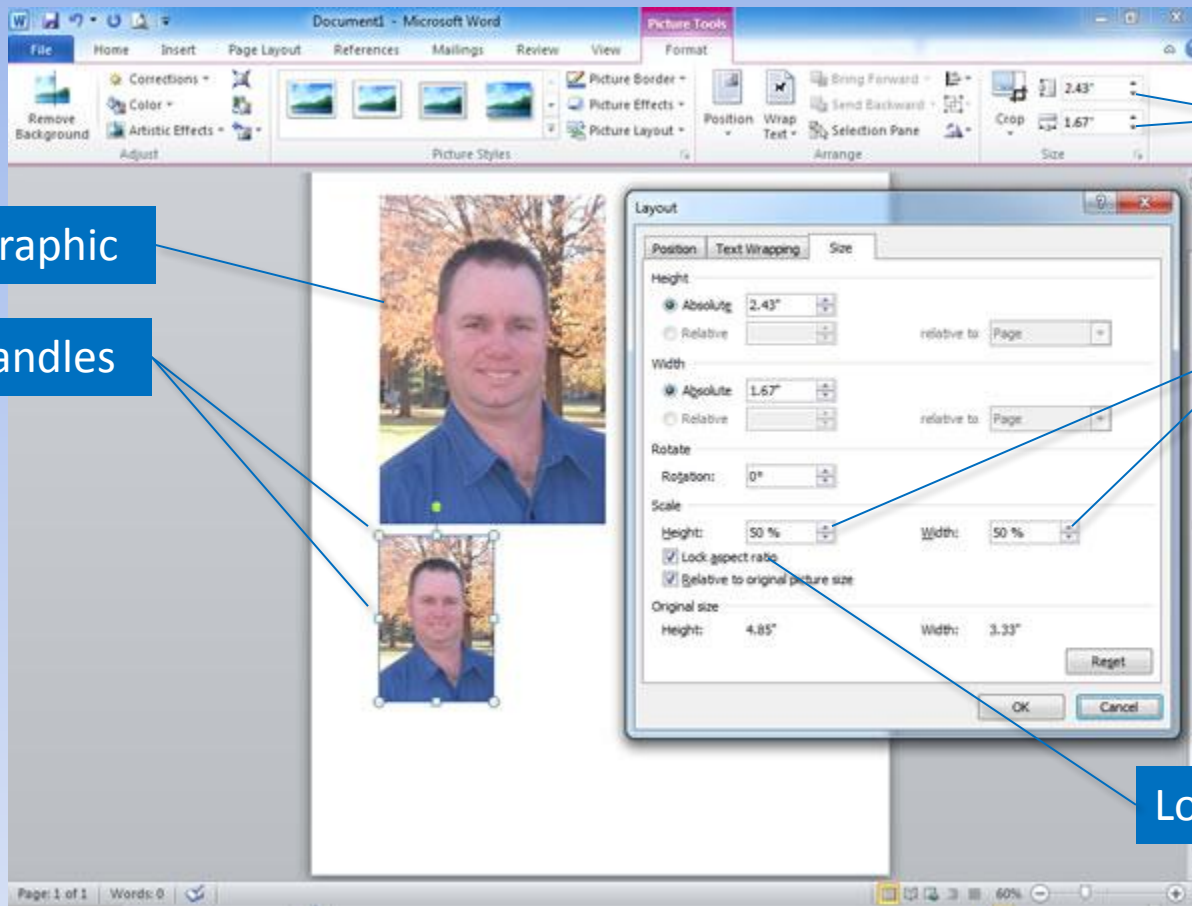 Document1 - Microsoft Word
Picture Tools
File Home Insert Page Layout References Mailings Review View Format
Remove Background
Corrections
Color
Artistic Effects
Adjust
Picture Styles
Picture Border
Picture Effects
Picture Layout
Position
Wrap Text
Bring Forward
Send Backward
Selection Pane
Arrange
Crop
2.43"
1.67"
Size
raphic
andles
Layout
Position Text Wrapping Size
Height
Absolute 2.43"
Relative relative to Page
Width
Absolute 1.67"
Relative relative to Page
Rotate
Rotation: 0°
Scale
Height: 50 % Width: 50 %
Lock aspect ratio
Relative to original picture size
Original size
Height: 4.85" Width: 3.33"
Reset
OK Cancel
Lo
Page: 1 of 1 Words: 0 60%